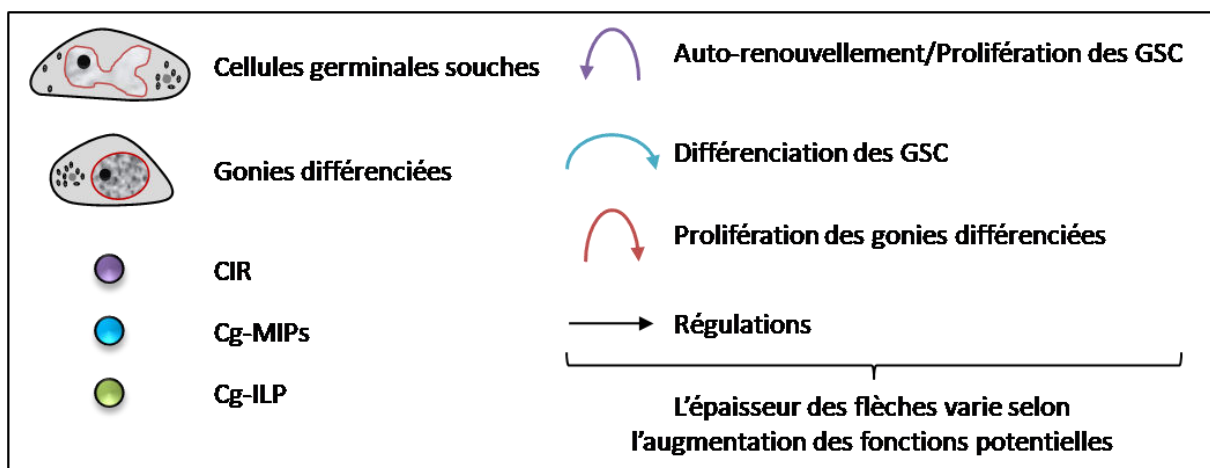 Cellules germinales souches
Gonies différenciées
CIR
Cg-MIPs
Cg-ILP
Auto-renouvellement/Prolifération des GSC
Différenciation des GSC
Prolifération des gonies différenciées
Régulations
L'épaisseur des flèches varie selon
l'augmentation des fonctions potentielles